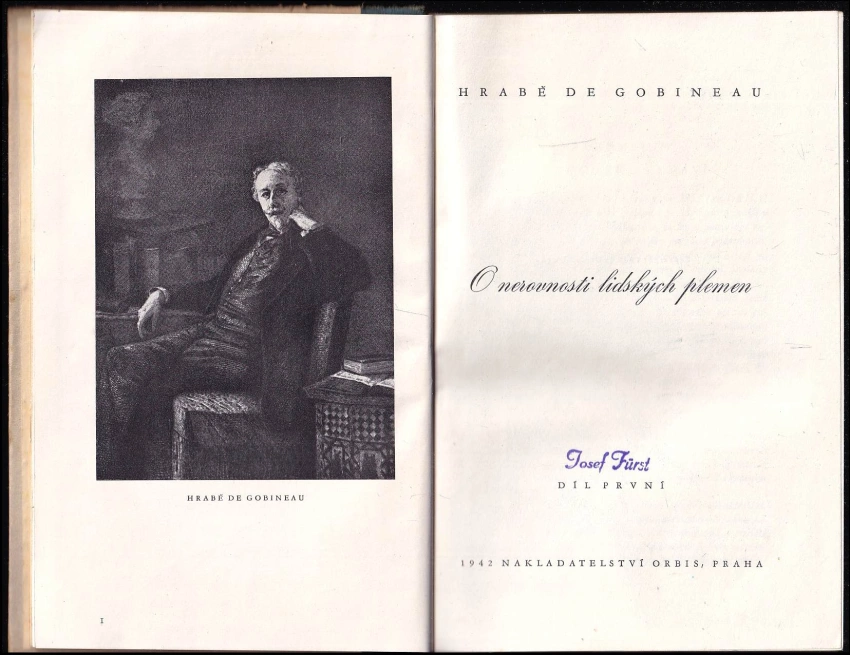 HRABĚ DE GOBINEAU
I
HRABĚ DE GOBINEAU
O nerovnosti lidských plemen
Josef Fürst
DÍL PRVNÍ
1942 NAKLADATELSTVÍ ORBIS, PRAHA